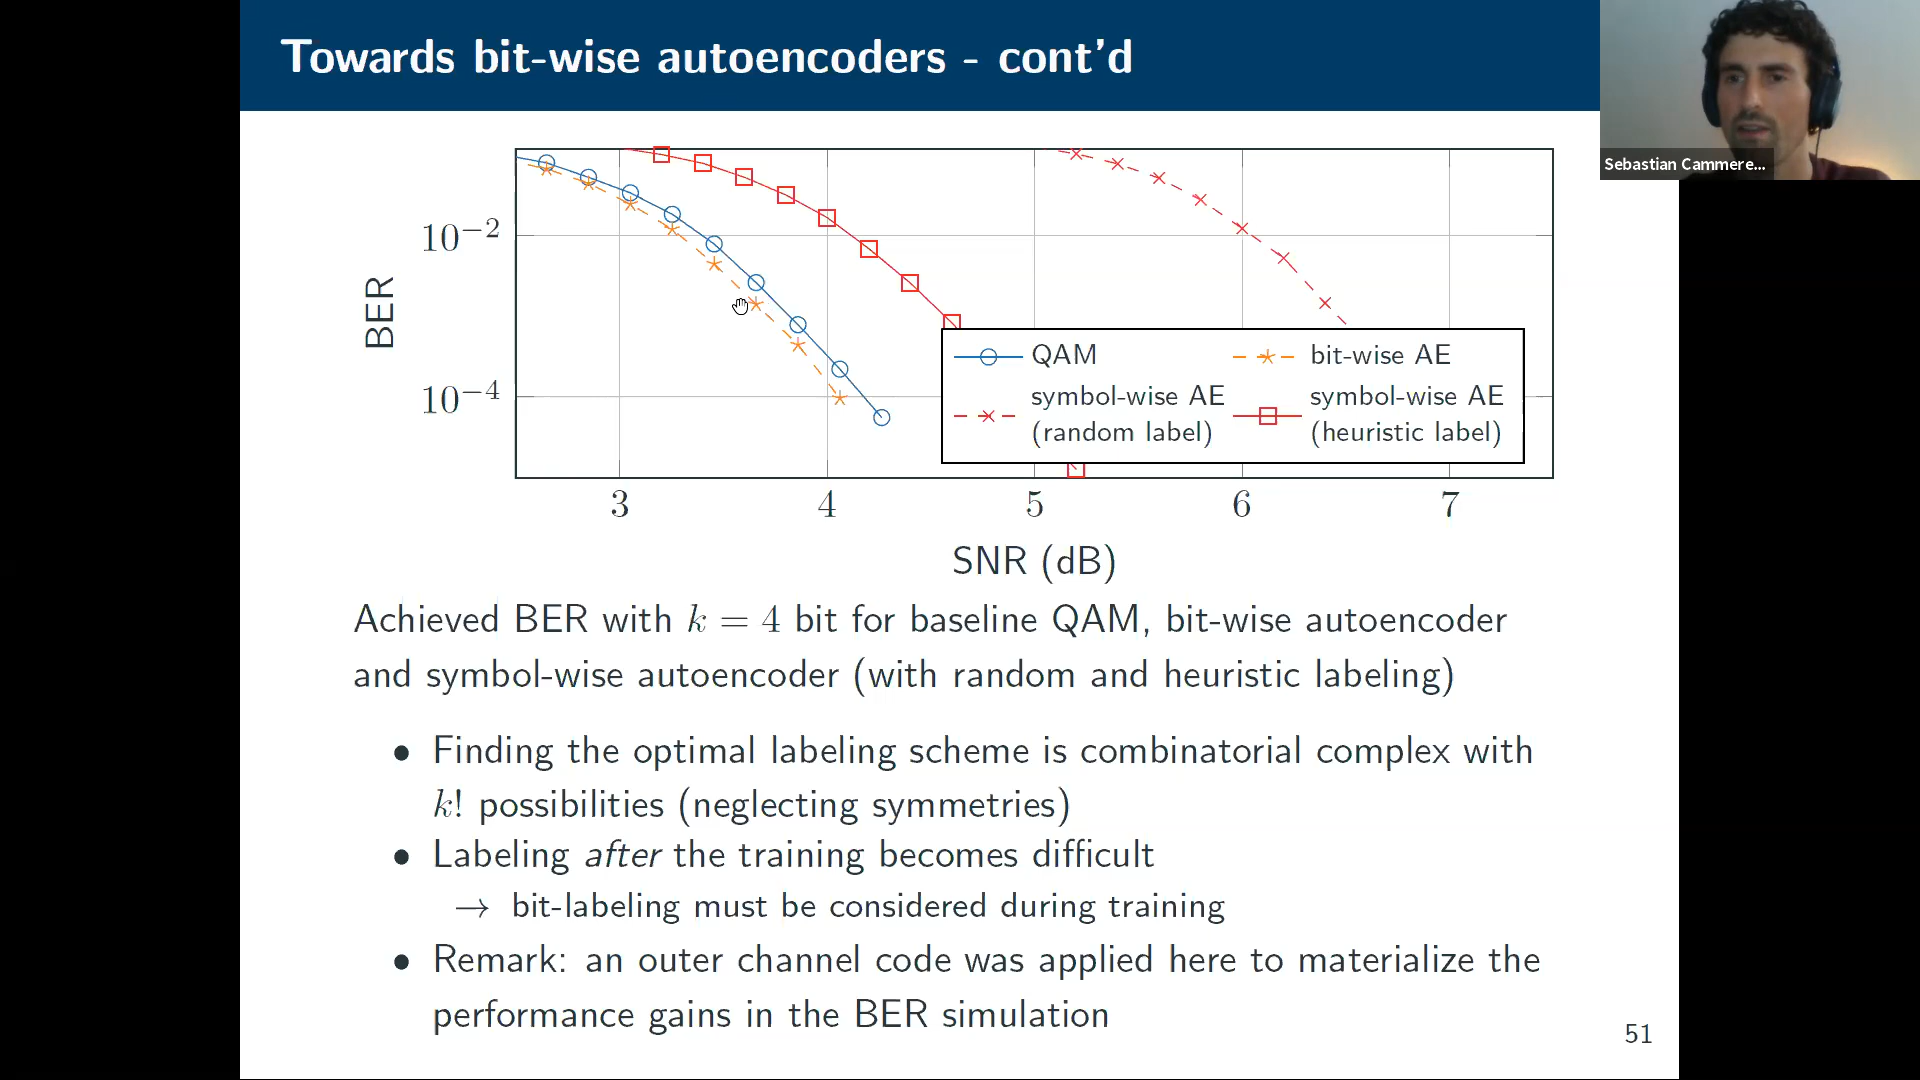 Towards bit-wise autoencoders - cont'd
Sebastian Cammere...
10−2
10−4
BER
QAM
bit-wise AE
symbol-wise AE
(random label)
symbol-wise AE
(heuristic label)
3 4 5 6 7
SNR (dB)
Achieved BER with k = 4 bit for baseline QAM, bit-wise autoencoder
and symbol-wise autoencoder (with random and heuristic labeling)
• Finding the optimal labeling scheme is combinatorial complex with
k! possibilities (neglecting symmetries)
• Labeling after the training becomes difficult
→ bit-labeling must be considered during training
• Remark: an outer channel code was applied here to materialize the
performance gains in the BER simulation
51